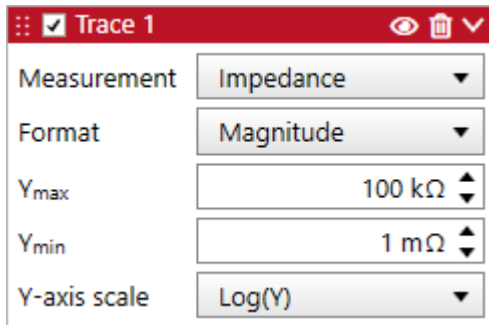 Trace 1
Measurement Impedance
Format Magnitude
Ymax 100 kΩ
Ymin 1 mΩ
Y-axis scale Log(Y)